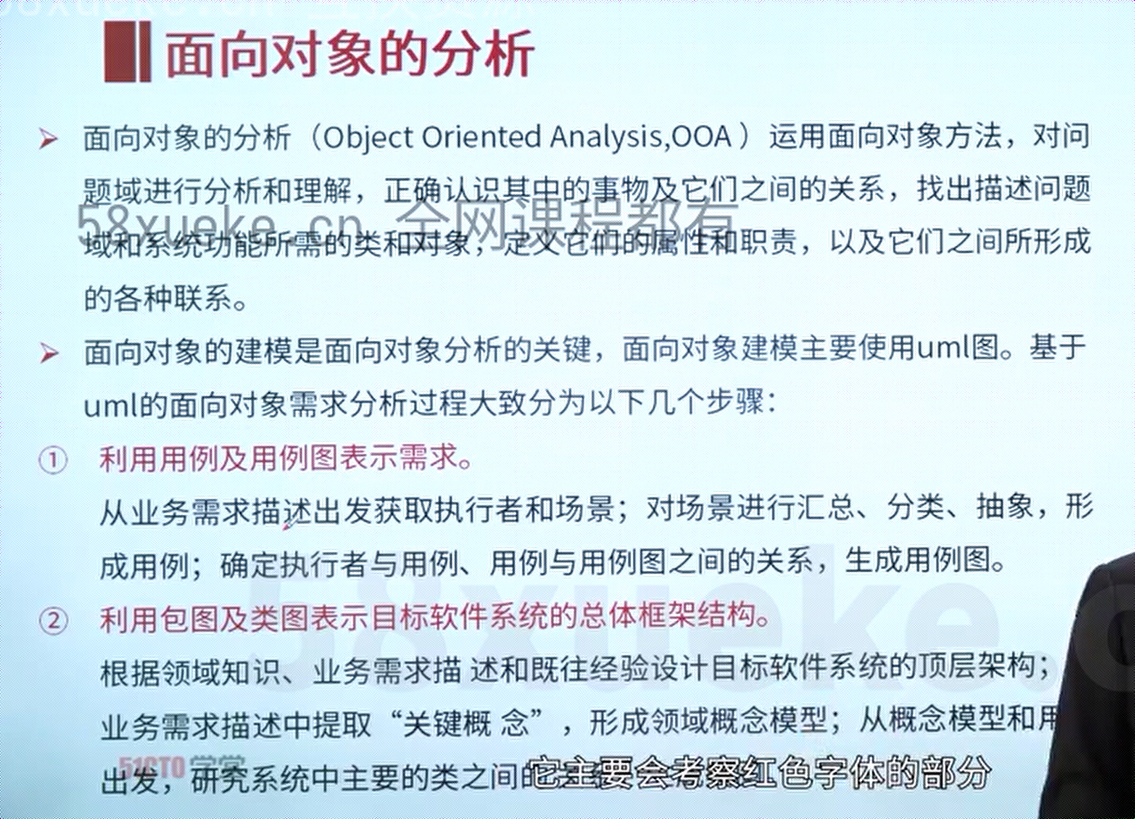 面向对象的分析
面向对象的分析（Object Oriented Analysis,OOA ）运用面向对象方法，对问
题域进行分析和理解，正确认识其中的事物及它们之间的关系，找出描述问题
58xueke.cn 全网课程都有
域和系统功能所需的类和对象，定义它们的属性和职责，以及它们之间所形成
的各种联系。
面向对象的建模是面向对象分析的关键，面向对象建模主要使用uml图。基于
uml的面向对象需求分析过程大致分为以下几个步骤：
① 利用用例及用例图表示需求。
从业务需求描述出发获取执行者和场景；对场景进行汇总、分类、抽象，形
成用例；确定执行者与用例、用例与用例图之间的关系，生成用例图。
② 利用包图及类图表示目标软件系统的总体框架结构。
58xueke.c
根据领域知识、业务需求描 述和既往经验设计目标软件系统的顶层架构；
业务需求描述中提取“关键概 念”，形成领域概念模型；从概念模型和用
51CTO学堂
出发，研究系统中主要的类之间的
它主要会考察红色字体的部分